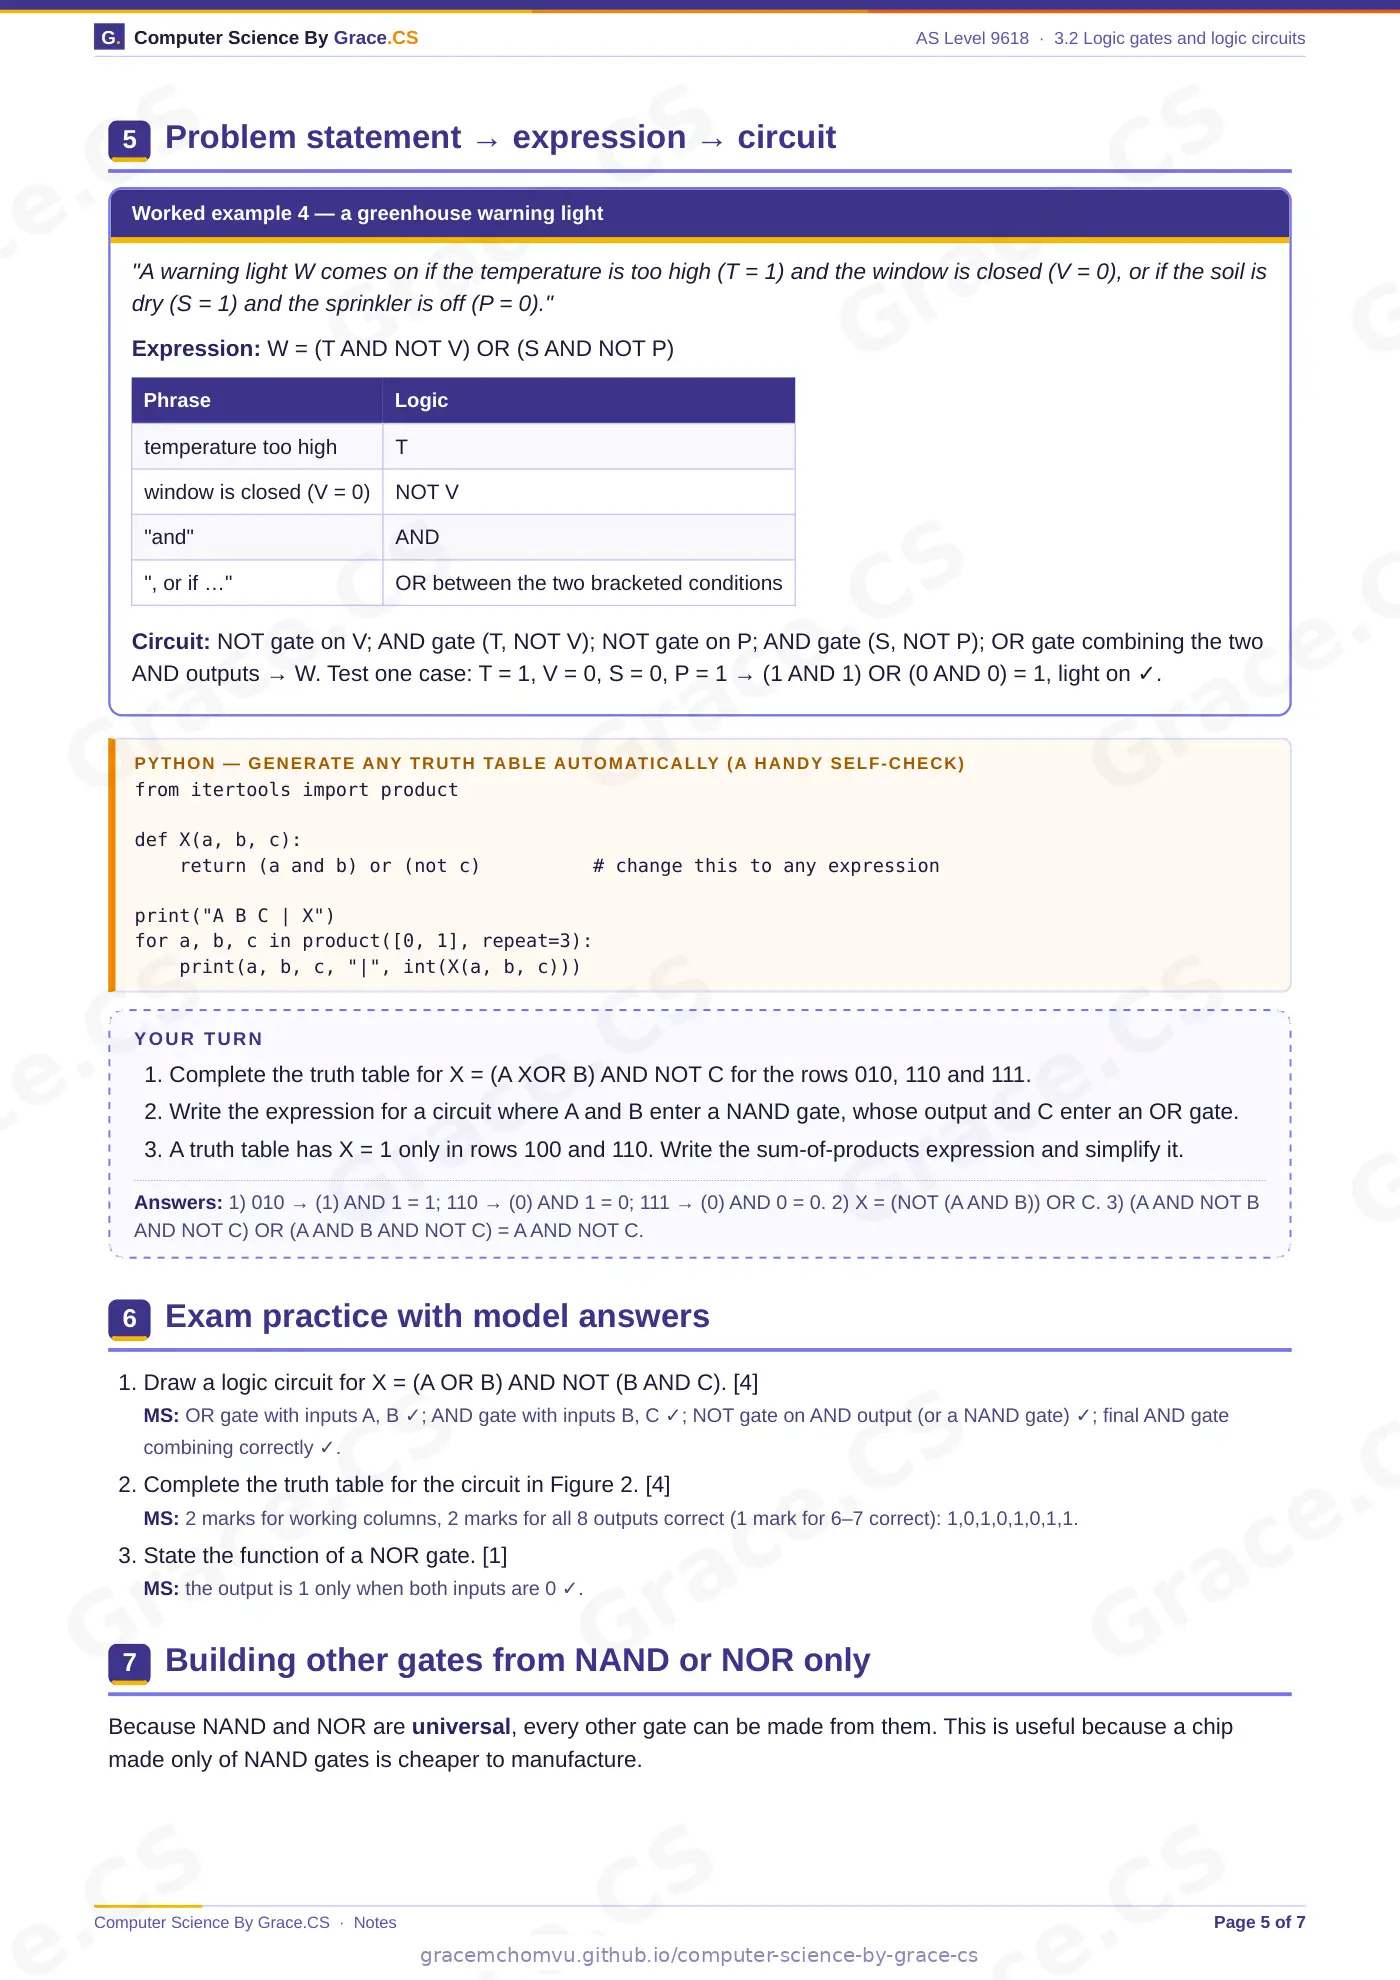 G. Computer Science By Grace.CS
AS Level 9618 · 3.2 Logic gates and logic circuits
5 Problem statement → expression → circuit
Worked example 4 — a greenhouse warning light
"A warning light W comes on if the temperature is too high (T = 1) and the window is closed (V = 0), or if the soil is
dry (S = 1) and the sprinkler is off (P = 0)."
Expression: W = (T AND NOT V) OR (S AND NOT P)
Phrase Logic
temperature too high T
window is closed (V = 0) NOT V
"and" AND
", or if …" OR between the two bracketed conditions
Circuit: NOT gate on V; AND gate (T, NOT V); NOT gate on P; AND gate (S, NOT P); OR gate combining the two
AND outputs → W. Test one case: T = 1, V = 0, S = 0, P = 1 → (1 AND 1) OR (0 AND 0) = 1, light on ✓.
PYTHON — GENERATE ANY TRUTH TABLE AUTOMATICALLY (A HANDY SELF-CHECK)
from itertools import product
def X(a, b, c):
    return (a and b) or (not c)          # change this to any expression
print("A B C | X")
for a, b, c in product([0, 1], repeat=3):
    print(a, b, c, "|", int(X(a, b, c)))
YOUR TURN
1. Complete the truth table for X = (A XOR B) AND NOT C for the rows 010, 110 and 111.
2. Write the expression for a circuit where A and B enter a NAND gate, whose output and C enter an OR gate.
3. A truth table has X = 1 only in rows 100 and 110. Write the sum-of-products expression and simplify it.
Answers: 1) 010 → (1) AND 1 = 1; 110 → (0) AND 1 = 0; 111 → (0) AND 0 = 0. 2) X = (NOT (A AND B)) OR C. 3) (A AND NOT B
AND NOT C) OR (A AND B AND NOT C) = A AND NOT C.
6 Exam practice with model answers
1. Draw a logic circuit for X = (A OR B) AND NOT (B AND C). [4]
MS: OR gate with inputs A, B ✓; AND gate with inputs B, C ✓; NOT gate on AND output (or a NAND gate) ✓; final AND gate
combining correctly ✓.
2. Complete the truth table for the circuit in Figure 2. [4]
MS: 2 marks for working columns, 2 marks for all 8 outputs correct (1 mark for 6–7 correct): 1,0,1,0,1,0,1,1.
3. State the function of a NOR gate. [1]
MS: the output is 1 only when both inputs are 0 ✓.
7 Building other gates from NAND or NOR only
Because NAND and NOR are universal, every other gate can be made from them. This is useful because a chip
made only of NAND gates is cheaper to manufacture.
Computer Science By Grace.CS · Notes
Page 5 of 7
gracemchomvu.github.io/computer-science-by-grace-cs